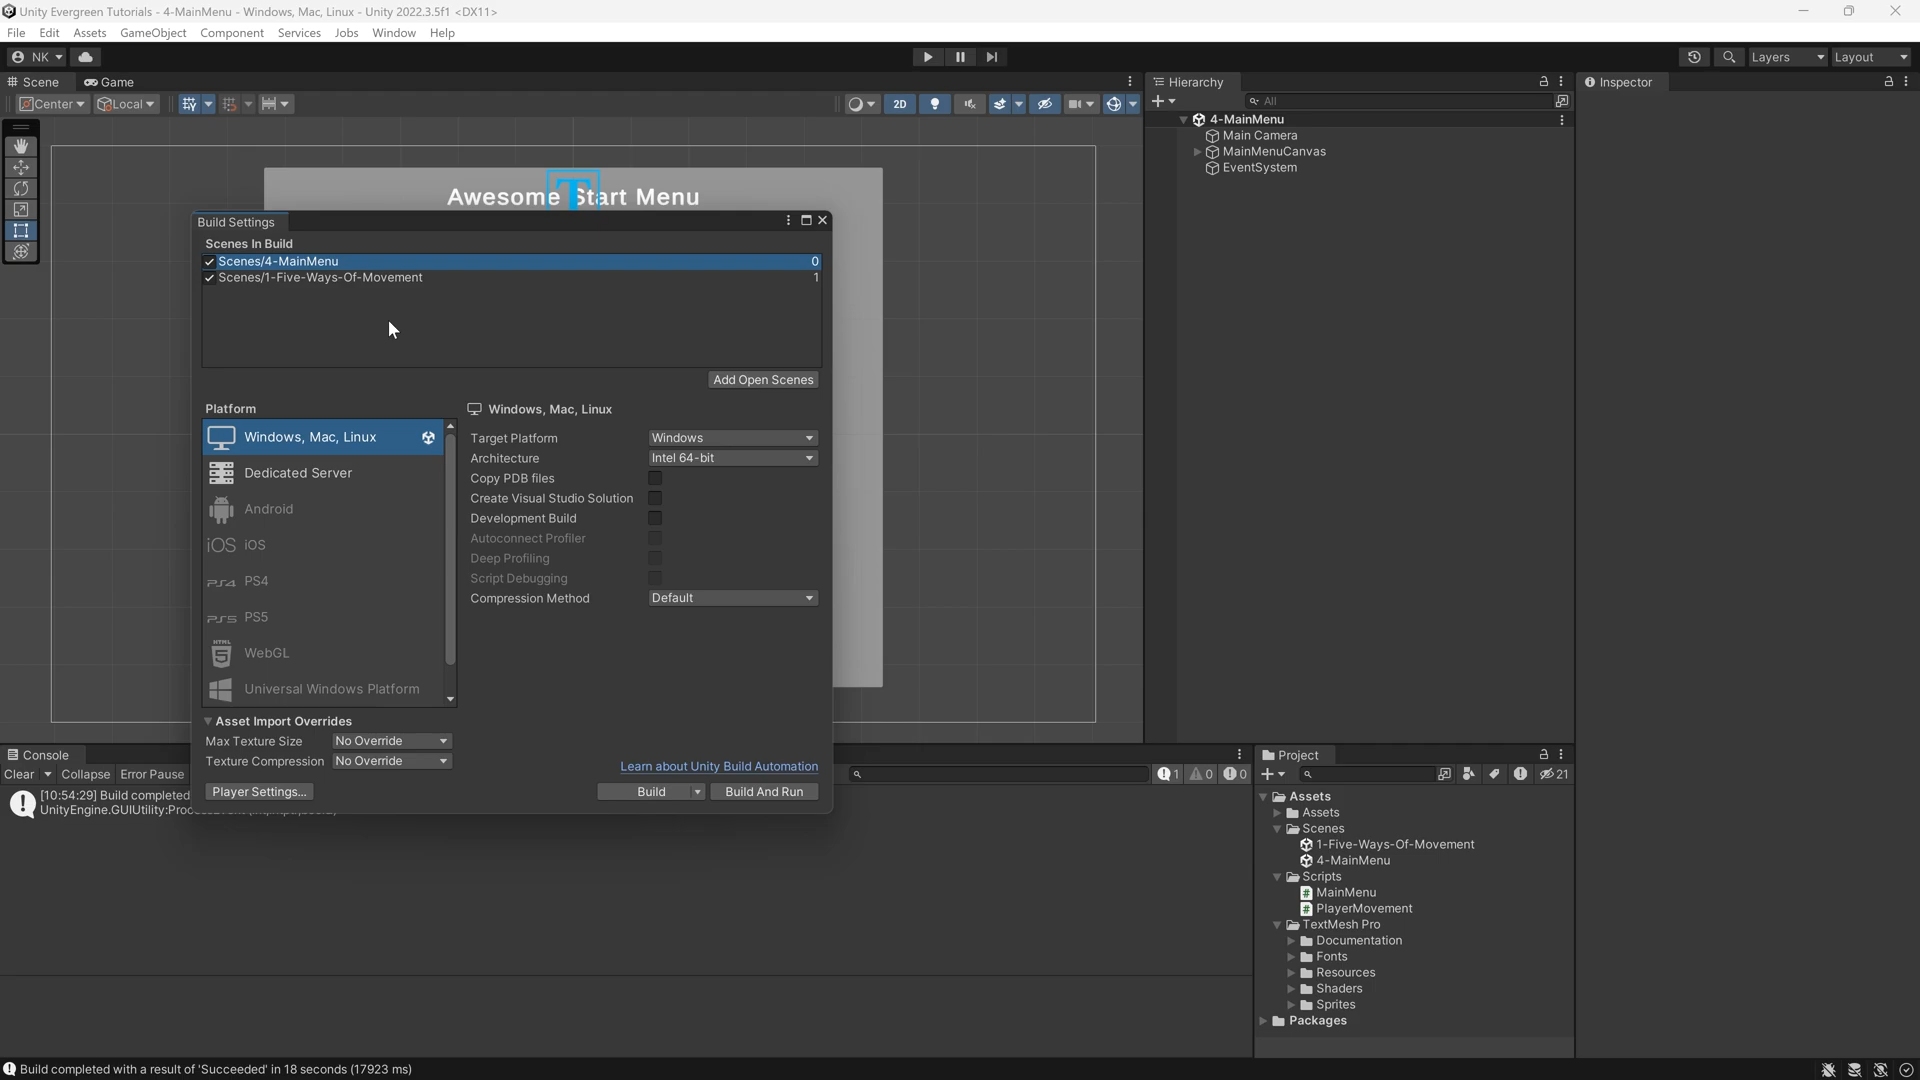 Unity Evergreen Tutorials - 4-MainMenu - Windows, Mac, Linux - Unity 2022.3.5f1 <DX11>
File Edit Assets GameObject Component Services Jobs Window Help
NK Layers Layout
Scene Game
Center Local 2D
Awesome Start Menu
T
Build Settings
Scenes In Build
Scenes/4-MainMenu 0
Scenes/1-Five-Ways-Of-Movement 1
Add Open Scenes
Platform
Windows, Mac, Linux
Dedicated Server
Android
iOS iOS
PS4 PS4
PS5 PS5
HTML 5 WebGL
Universal Windows Platform
Windows, Mac, Linux
Target Platform Windows
Architecture Intel 64-bit
Copy PDB files
Create Visual Studio Solution
Development Build
Autoconnect Profiler
Deep Profiling
Script Debugging
Compression Method Default
Asset Import Overrides
Max Texture Size No Override
Texture Compression No Override
Learn about Unity Build Automation
Player Settings... Build Build And Run
Hierarchy
All
4-MainMenu
Main Camera
MainMenuCanvas
EventSystem
Inspector
Console
Clear Collapse Error Pause 1 0 0
[10:54:29] Build completed
Project
21
Assets
Assets
Scenes
1-Five-Ways-Of-Movement
4-MainMenu
Scripts
# MainMenu
# PlayerMovement
TextMesh Pro
Documentation
Fonts
Resources
Shaders
Sprites
Packages
Build completed with a result of 'Succeeded' in 18 seconds (17923 ms)